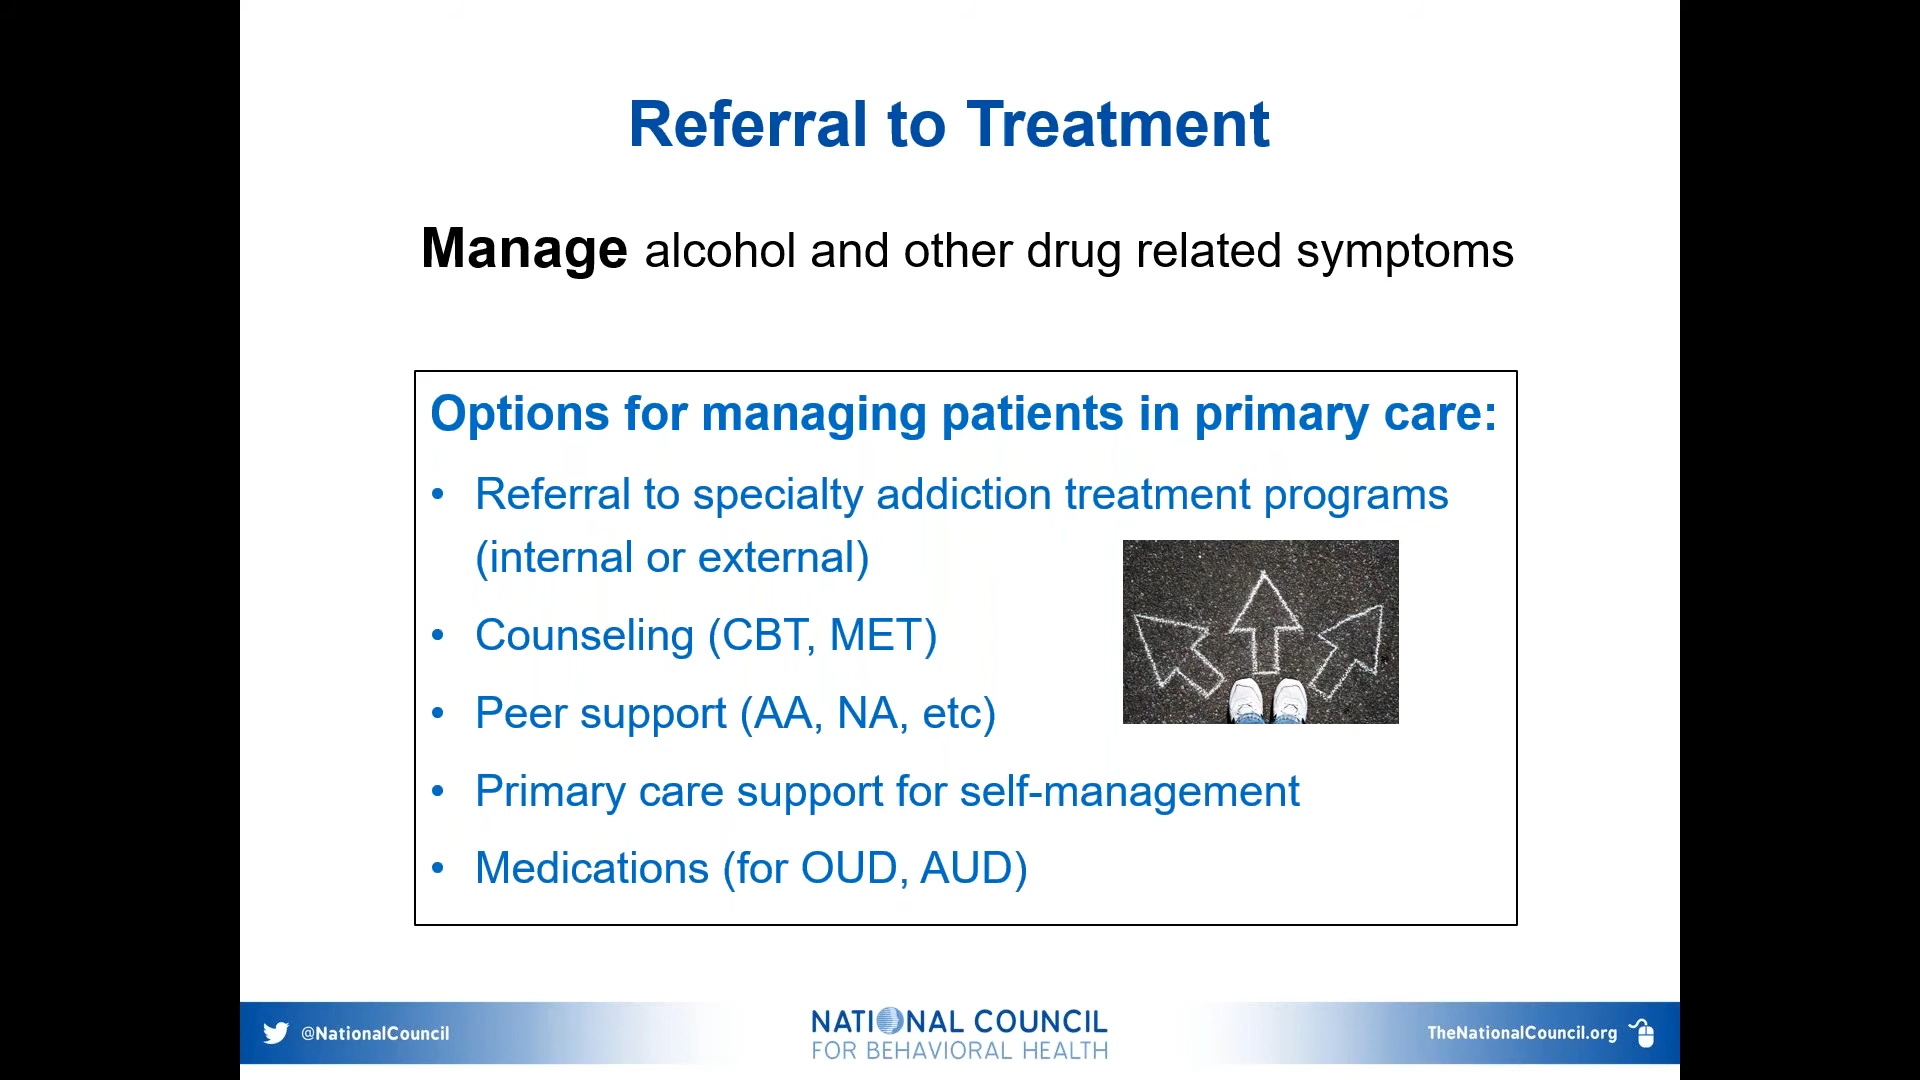 Referral to Treatment
Manage alcohol and other drug related symptoms
Options for managing patients in primary care:
• Referral to specialty addiction treatment programs
(internal or external)
• Counseling (CBT, MET)
• Peer support (AA, NA, etc)
• Primary care support for self-management
• Medications (for OUD, AUD)
@NationalCouncil
NATIONAL COUNCIL
FOR BEHAVIORAL HEALTH
TheNationalCouncil.org